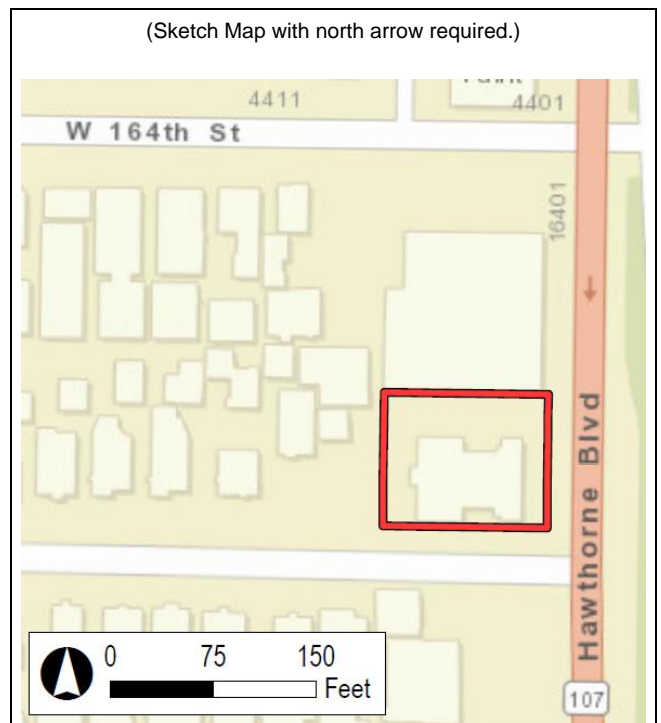 (Sketch Map with north arrow required.)
4411
4401
W 164th St
16401
Hawthorne Blvd
0 75 150
Feet
107